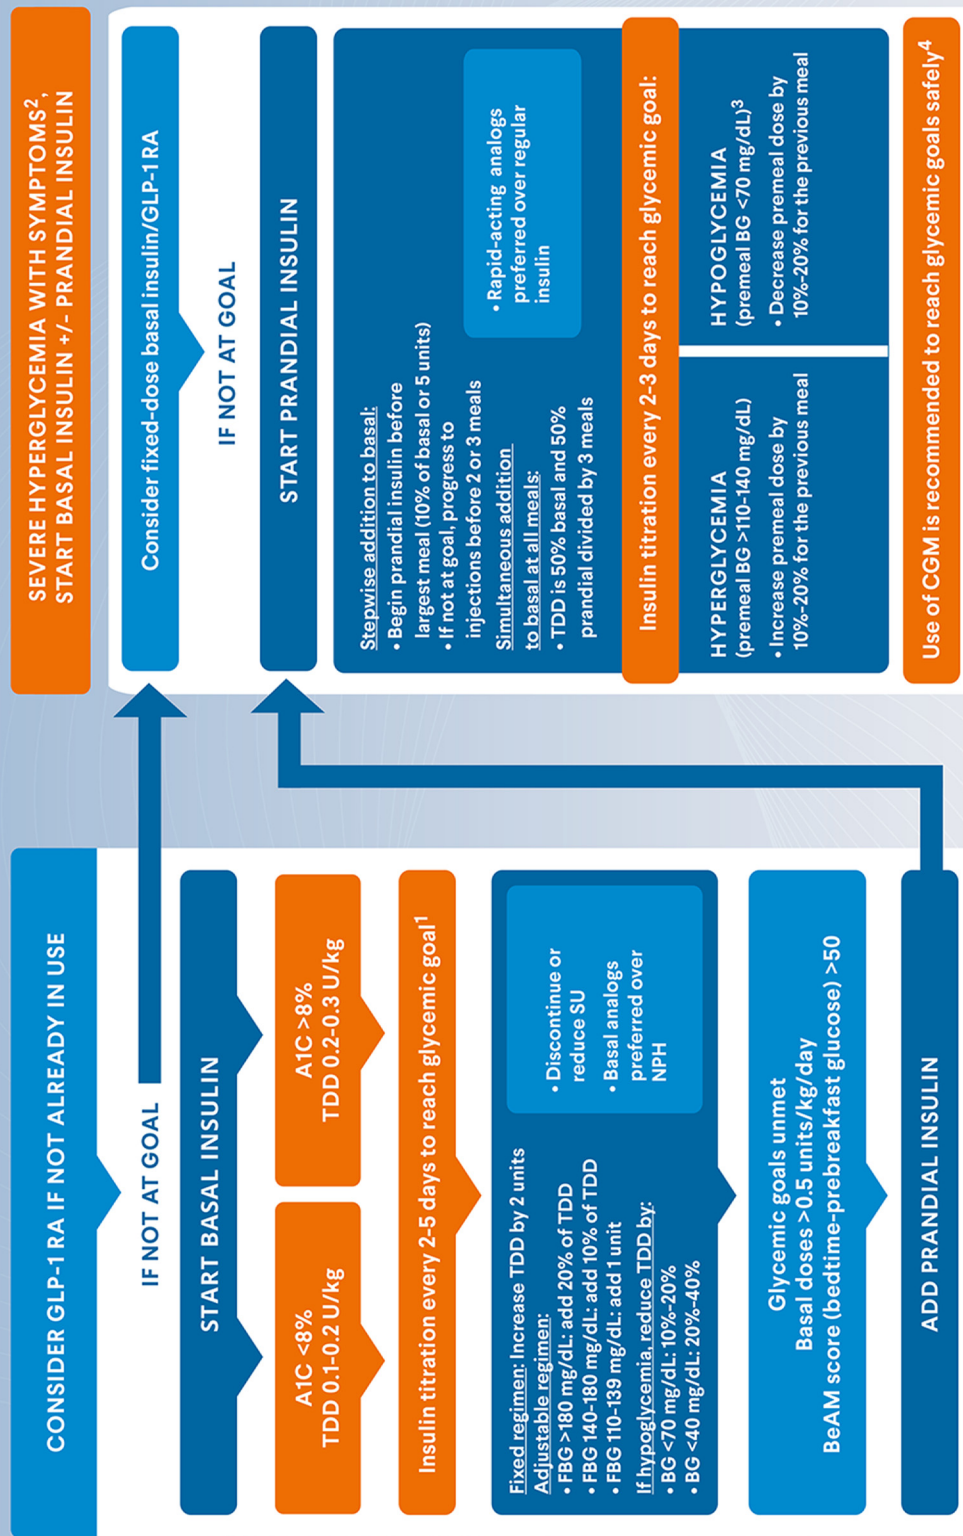 CONSIDER GLP-1 RA IF NOT ALREADY IN USE
IF NOT AT GOAL
START BASAL INSULIN
A1C <8%
TDD 0.1-0.2 U/kg
A1C >8%
TDD 0.2-0.3 U/kg
Insulin titration every 2-5 days to reach glycemic goal1
Fixed regimen: Increase TDD by 2 units
Adjustable regimen:
• FBG >180 mg/dL: add 20% of TDD
• FBG 140-180 mg/dL: add 10% of TDD
• FBG 110-139 mg/dL: add 1 unit
If hypoglycemia, reduce TDD by:
• BG <70 mg/dL: 10%-20%
• BG <40 mg/dL: 20%-40%
• Discontinue or
reduce SU
• Basal analogs
preferred over
NPH
Glycemic goals unmet
Basal doses >0.5 units/kg/day
BeAM score (bedtime-prebreakfast glucose) >50
ADD PRANDIAL INSULIN
SEVERE HYPERGLYCEMIA WITH SYMPTOMS2,
START BASAL INSULIN +/- PRANDIAL INSULIN
Consider fixed-dose basal insulin/GLP-1 RA
IF NOT AT GOAL
START PRANDIAL INSULIN
Stepwise addition to basal:
• Begin prandial insulin before
largest meal (10% of basal or 5 units)
• If not at goal, progress to
injections before 2 or 3 meals
Simultaneous addition
to basal at all meals:
• TDD is 50% basal and 50%
prandial divided by 3 meals
• Rapid-acting analogs
preferred over regular
insulin
Insulin titration every 2-3 days to reach glycemic goal:
HYPERGLYCEMIA
(premeal BG >110-140 mg/dL)
• Increase premeal dose by
10%-20% for the previous meal
HYPOGLYCEMIA
(premeal BG <70 mg/dL)3
• Decrease premeal dose by
10%-20% for the previous meal
Use of CGM is recommended to reach glycemic goals safely4